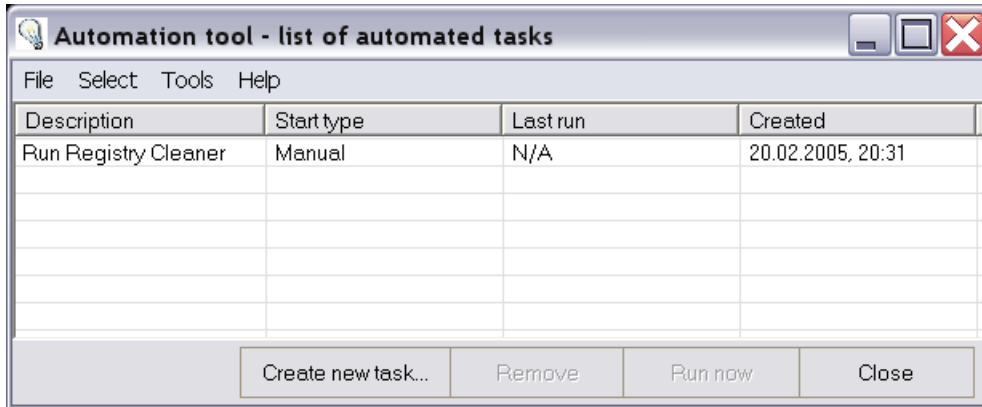 Automation tool - list of automated tasks
File Select Tools Help
Description Start type Last run Created
Run Registry Cleaner Manual N/A 20.02.2005, 20:31
Create new task... Remove Run now Close